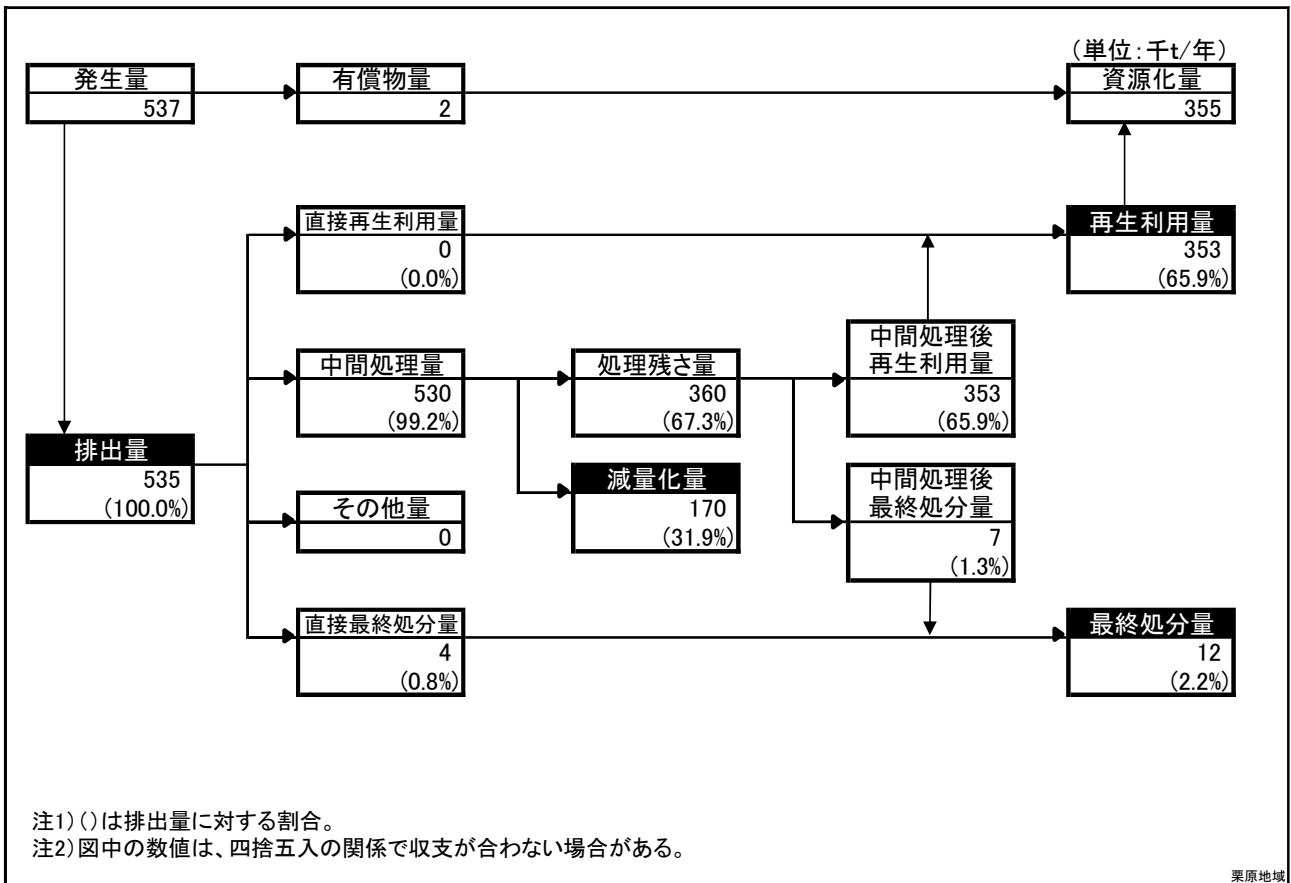 (単位:千t/年)
発生量
537
有償物量
2
資源化量
355
直接再生利用量
0
(0.0%)
再生利用量
353
(65.9%)
中間処理量
530
(99.2%)
処理残さ量
360
(67.3%)
中間処理後
再生利用量
353
(65.9%)
排出量
535
(100.0%)
減量化量
170
(31.9%)
中間処理後
最終処分量
7
(1.3%)
その他量
0
直接最終処分量
4
(0.8%)
最終処分量
12
(2.2%)
注1)()は排出量に対する割合。
注2)図中の数値は、四捨五入の関係で収支が合わない場合がある。
栗原地域